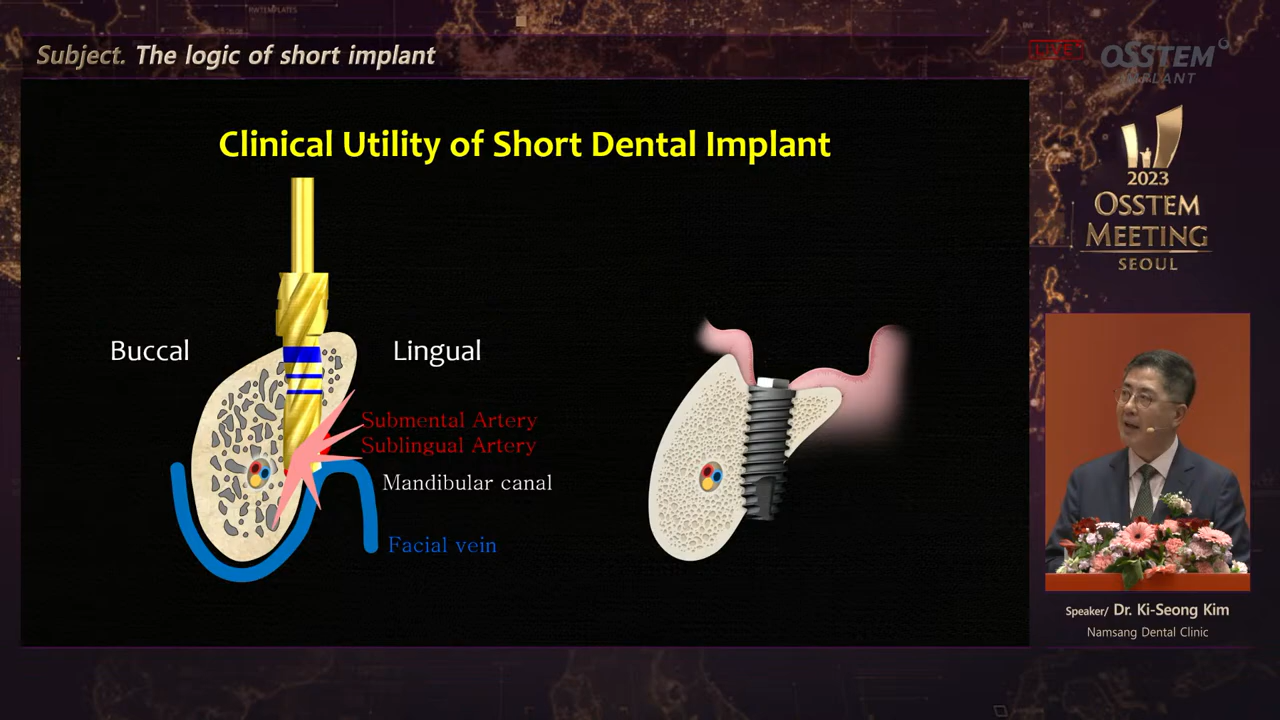 Subject. The logic of short implant
LIVE
OSSTEM
IMPLANT
Clinical Utility of Short Dental Implant
Buccal
Lingual
Submental Artery
Sublingual Artery
Mandibular canal
Facial vein
2023
OSSTEM
MEETING
SEOUL
Speaker/ Dr. Ki-Seong Kim
Namsang Dental Clinic